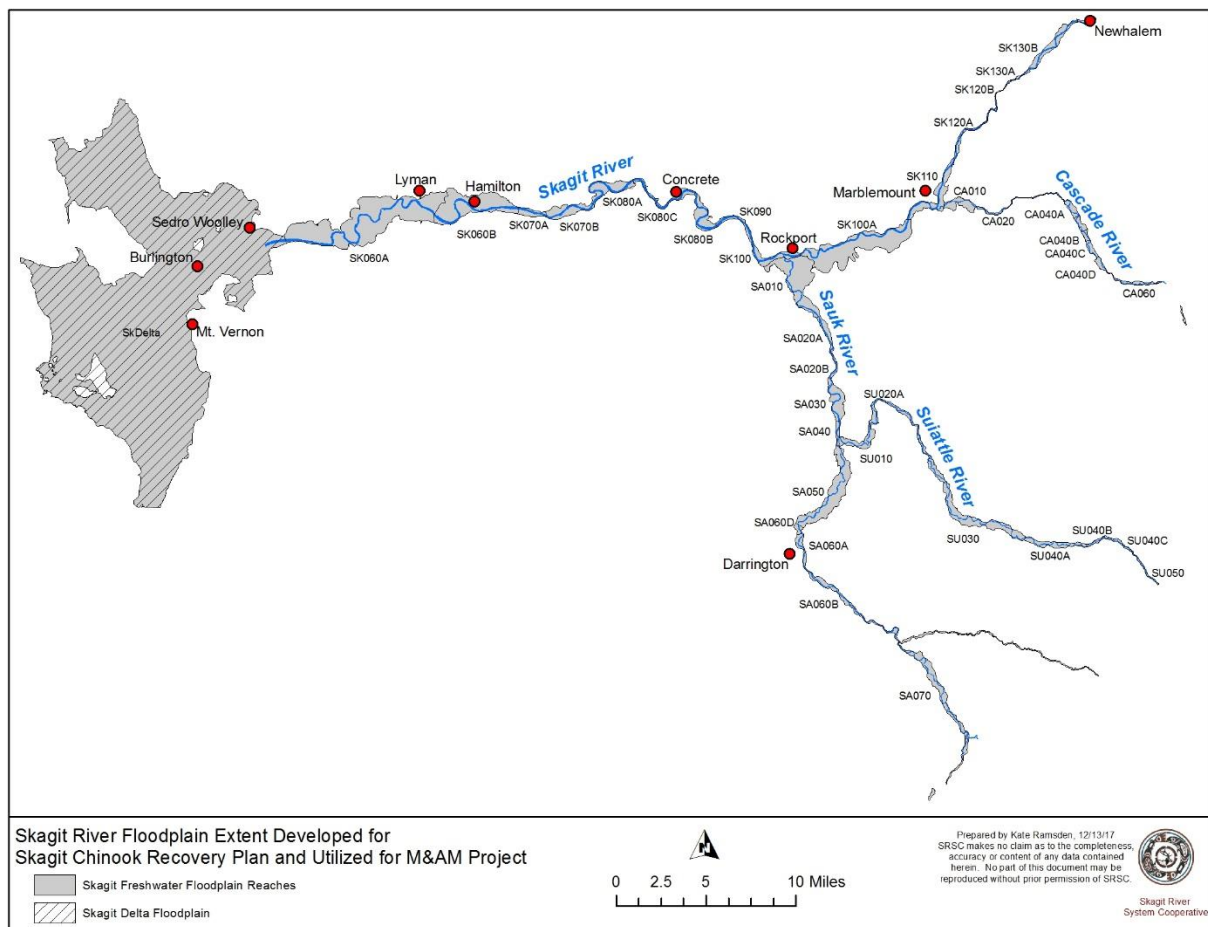 Newhalem
SK130B
SK130A
SK120B
SK120A
SK110
Marblemount
CA010
CA020
Cascade River
CA040A
CA040B
CA040C
CA040D
CA060
Lyman
Hamilton
Skagit River
Concrete
SK080A
SK080C
SK090
SK080B
SK100
SK100A
Rockport
SK070A
SK070B
SK060B
SK060A
Sedro Woolley
Burlington
SkDelta
Mt. Vernon
SA010
Sauk River
SA020A
SA020B
SA030
SA040
SU020A
SU010
Suiattle River
SA050
SA060D
SA060A
Darrington
SA060B
SU030
SU040A
SU040B
SU040C
SU050
SA070
Skagit River Floodplain Extent Developed for
Skagit Chinook Recovery Plan and Utilized for M&AM Project
Skagit Freshwater Floodplain Reaches
Skagit Delta Floodplain
N
0 2.5 5 10 Miles
Prepared by Kate Ramsden, 12/13/17
SRSC makes no claim as to the completeness,
accuracy or content of any data contained
herein. No part of this document may be
reproduced without prior permission of SRSC.
Skagit River
System Cooperative